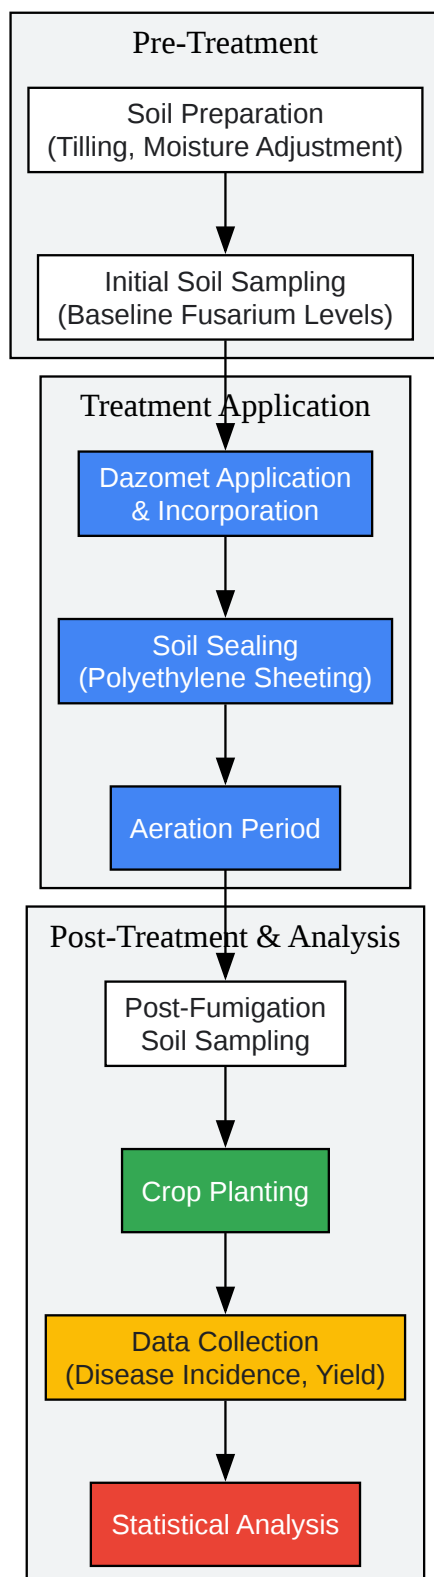 Pre-Treatment
Soil Preparation
(Tilling, Moisture Adjustment)
Initial Soil Sampling
(Baseline Fusarium Levels)
Treatment Application
Dazomet Application
& Incorporation
Soil Sealing
(Polyethylene Sheeting)
Aeration Period
Post-Treatment & Analysis
Post-Fumigation
Soil Sampling
Crop Planting
Data Collection
(Disease Incidence, Yield)
Statistical Analysis